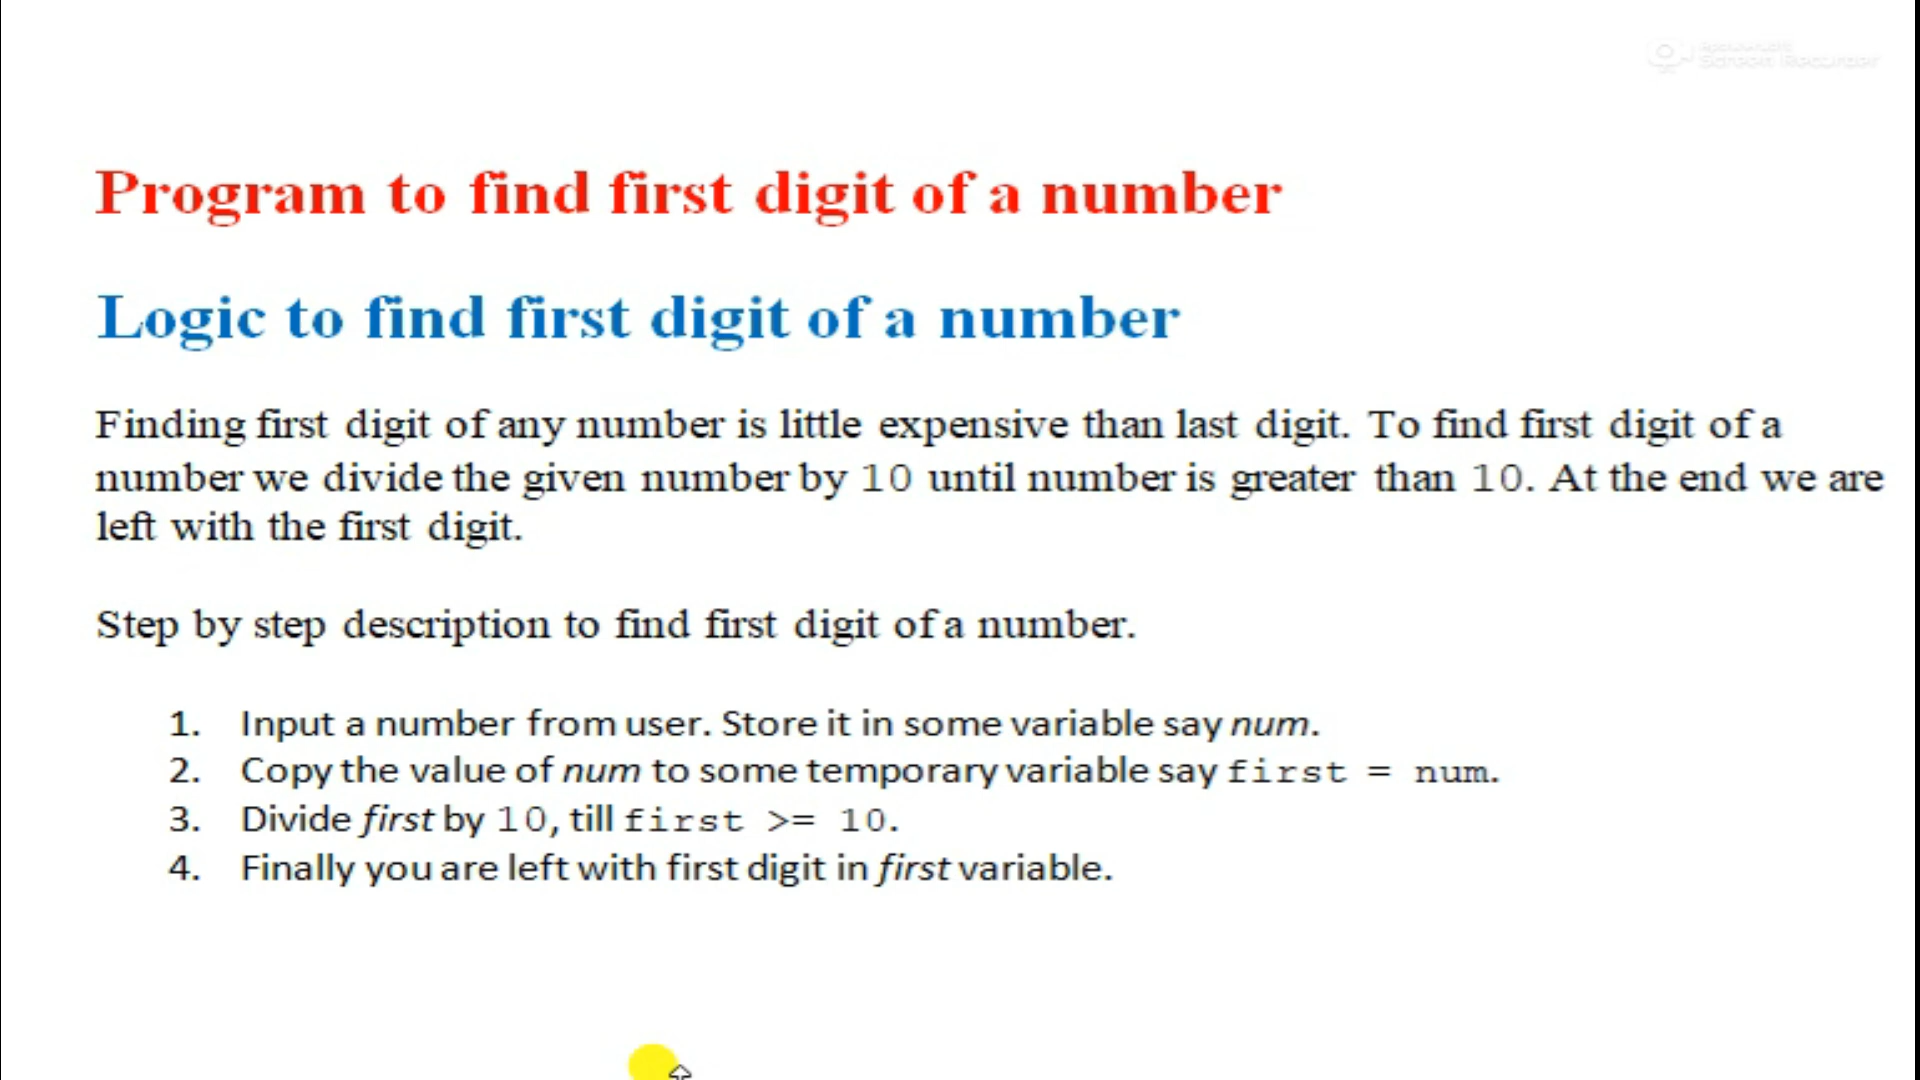 Screen Recorder
Program to find first digit of a number
Logic to find first digit of a number
Finding first digit of any number is little expensive than last digit. To find first digit of a
number we divide the given number by 10 until number is greater than 10. At the end we are
left with the first digit.
Step by step description to find first digit of a number.
1. Input a number from user. Store it in some variable say num.
2. Copy the value of num to some temporary variable say first = num.
3. Divide first by 10, till first >= 10.
4. Finally you are left with first digit in first variable.